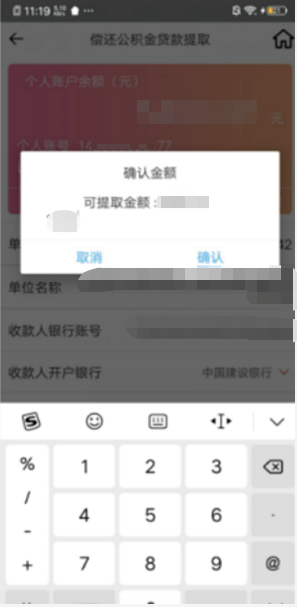 11:19
偿还公积金贷款提取
个人账户余额（元）
元
个人账号 14 77
确认金额
可提取金额：
取消 确认
单 42
单位名称
收款人银行账号
收款人开户银行 中国建设银行
% 1 2 3
/ 4 5 6 .
-
+ 7 8 9 @